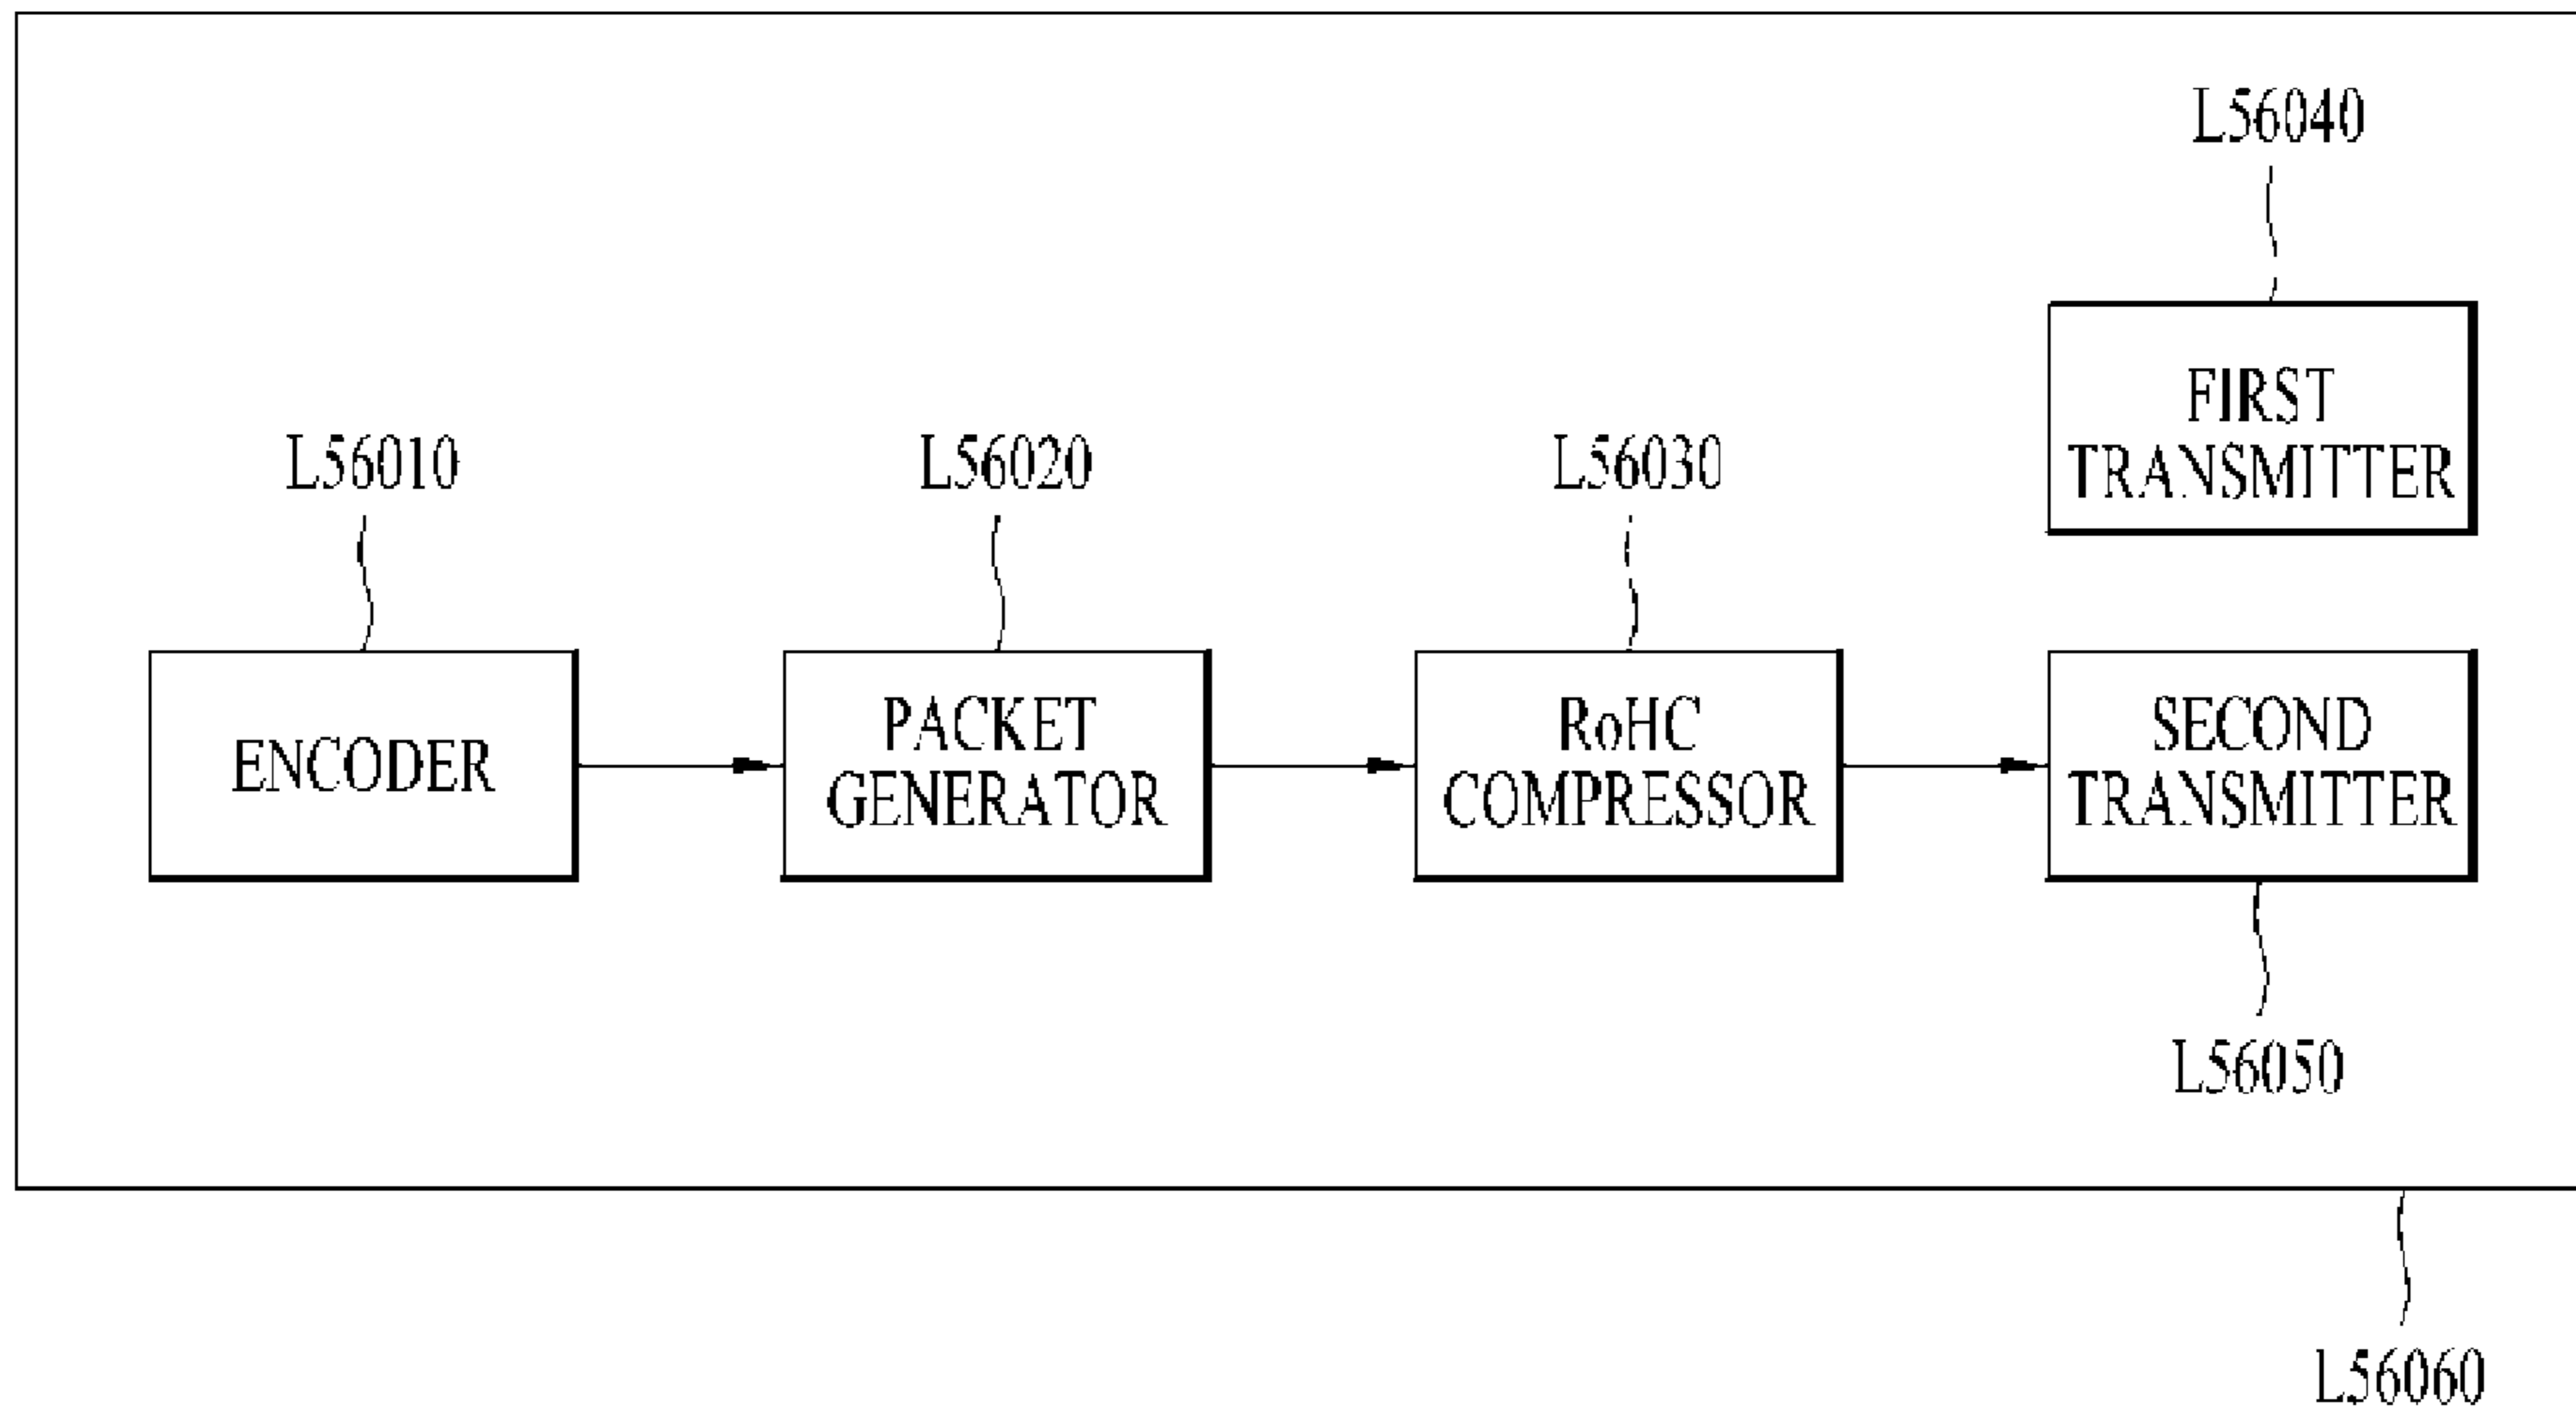 L56040
FIRST
TRANSMITTER
L56010
L56020
L56030
ENCODER
PACKET
GENERATOR
RoHC
COMPRESSOR
SECOND
TRANSMITTER
L56050
L56060